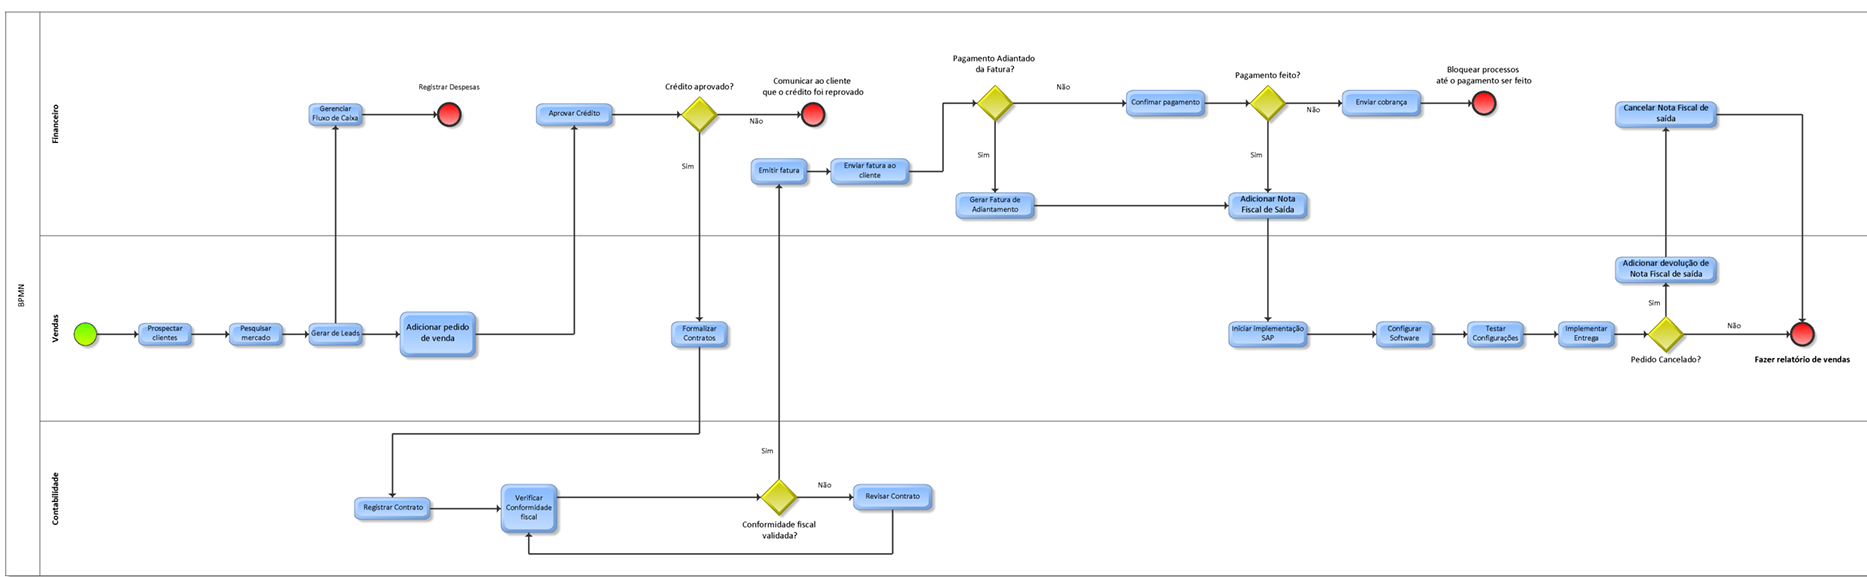 BPMN
Financeiro
Gerenciar
Fluxo de Caixa
Registrar Despesas
Aprovar Crédito
Crédito aprovado?
Não
Sim
Comunicar ao cliente
que o crédito foi reprovado
Emitir fatura
Enviar fatura ao
cliente
Pagamento Adiantado
da Fatura?
Não
Sim
Gerar Fatura de
Adiantamento
Confimar pagamento
Pagamento feito?
Não
Sim
Adicionar Nota
Fiscal de Saída
Enviar cobrança
Bloquear processos
até o pagamento ser feito
Cancelar Nota Fiscal de
saída
Vendas
Prospectar
clientes
Pesquisar
mercado
Gerar de Leads
Adicionar pedido
de venda
Formalizar
Contratos
Iniciar implementação
SAP
Configurar
Software
Testar
Configurações
Implementar
Entrega
Adicionar devolução de
Nota Fiscal de saída
Sim
Não
Pedido Cancelado?
Fazer relatório de vendas
Contabilidade
Registrar Contrato
Verificar
Conformidade
fiscal
Sim
Não
Conformidade fiscal
validada?
Revisar Contrato